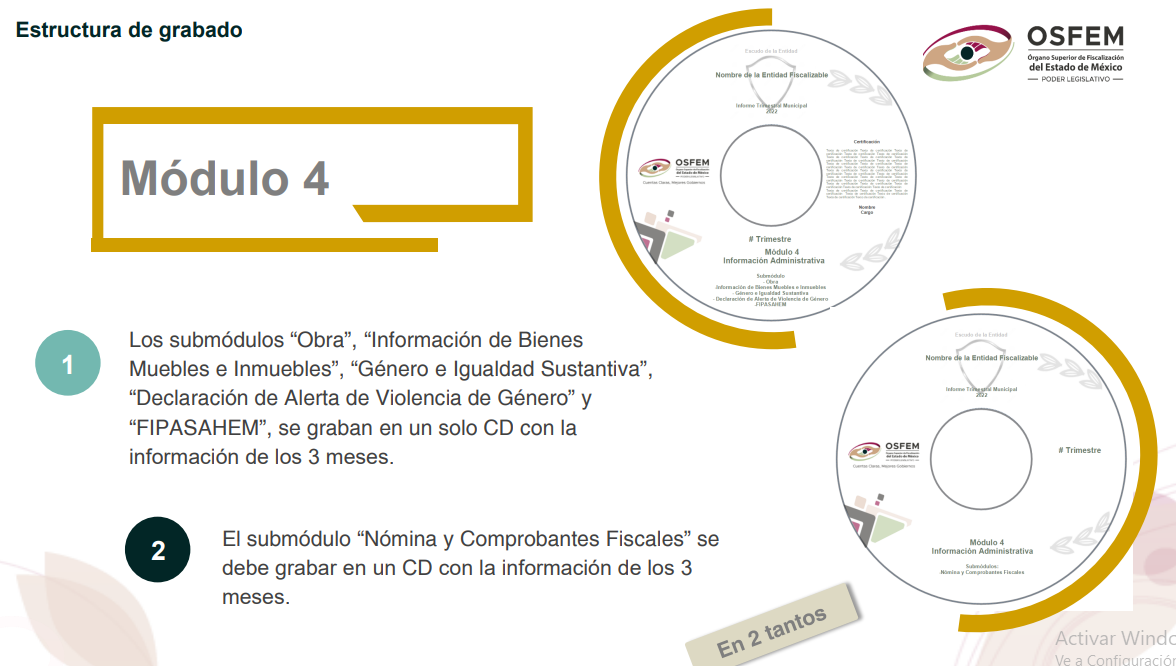 Estructura de grabado
OSFEM
Órgano Superior de Fiscalización
del Estado de México
PODER LEGISLATIVO
Módulo 4
Escudo de la Entidad
Nombre de la Entidad Fiscalizable
Informe Trimestral Municipal
2022
Certificación
OSFEM
Cuentas Claras, Mejores Gobiernos
Nombre
Cargo
# Trimestre
Módulo 4
Información Administrativa
Submódulo
- Obra
-Información de Bienes Muebles e Inmuebles
- Género e Igualdad Sustantiva
- Declaración de Alerta de Violencia de Género
-FIPASAHEM
1
Los submódulos “Obra”, “Información de Bienes
Muebles e Inmuebles”, “Género e Igualdad Sustantiva”,
“Declaración de Alerta de Violencia de Género” y
“FIPASAHEM”, se graban en un solo CD con la
información de los 3 meses.
Escudo de la Entidad
Nombre de la Entidad Fiscalizable
Informe Trimestral Municipal
2022
OSFEM
Cuentas Claras, Mejores Gobiernos
# Trimestre
Módulo 4
Información Administrativa
Submódulos:
-Nómina y Comprobantes Fiscales
2
El submódulo “Nómina y Comprobantes Fiscales” se
debe grabar en un CD con la información de los 3
meses.
En 2 tantos
Activar Windo
Ve a Configuración